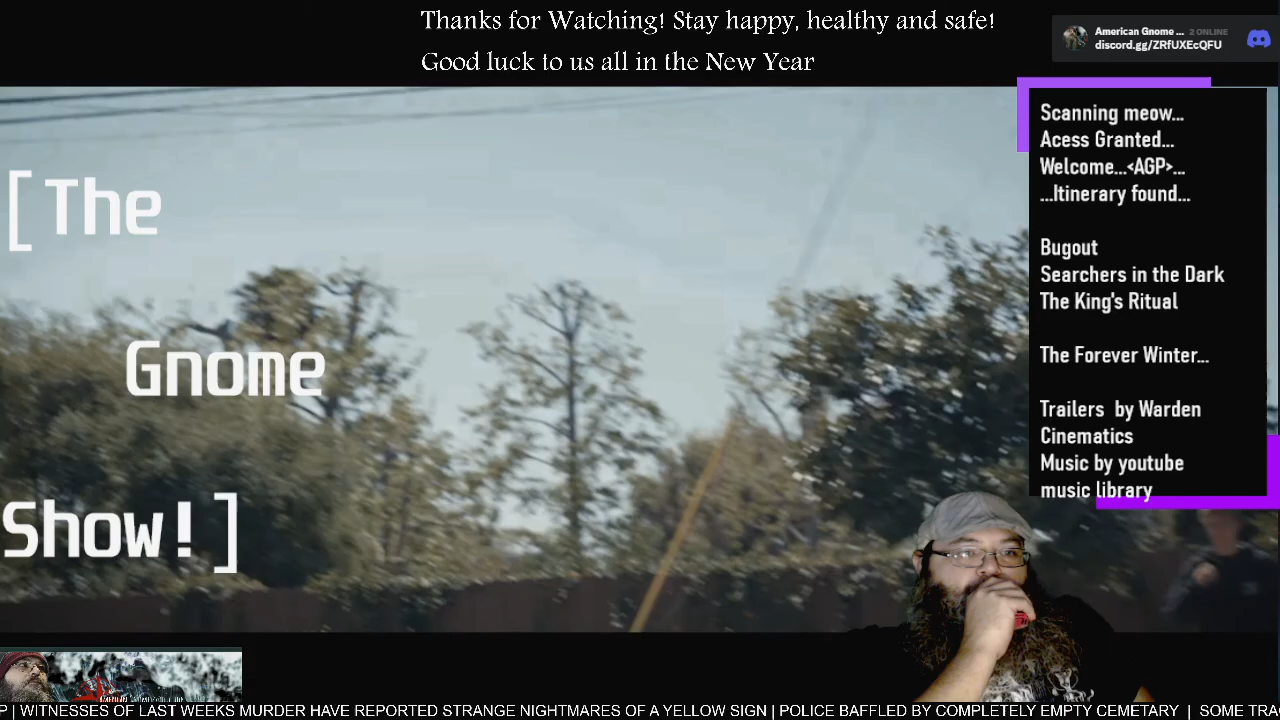 Thanks for Watching! Stay happy, healthy and safe!
Good luck to us all in the New Year
American Gnome ... 2 ONLINE
discord.gg/ZRfUXEcQFU
Scanning meow...
Acess Granted...
Welcome...<AGP>...
...Itinerary found...
Bugout
Searchers in the Dark
The King's Ritual
The Forever Winter...
Trailers by Warden
Cinematics
Music by youtube
music library
[ The
Gnome
Show! ]
P | WITNESSES OF LAST WEEKS MURDER HAVE REPORTED STRANGE NIGHTMARES OF A YELLOW SIGN | POLICE BAFFLED BY COMPLETELY EMPTY CEMETARY | SOME TRA